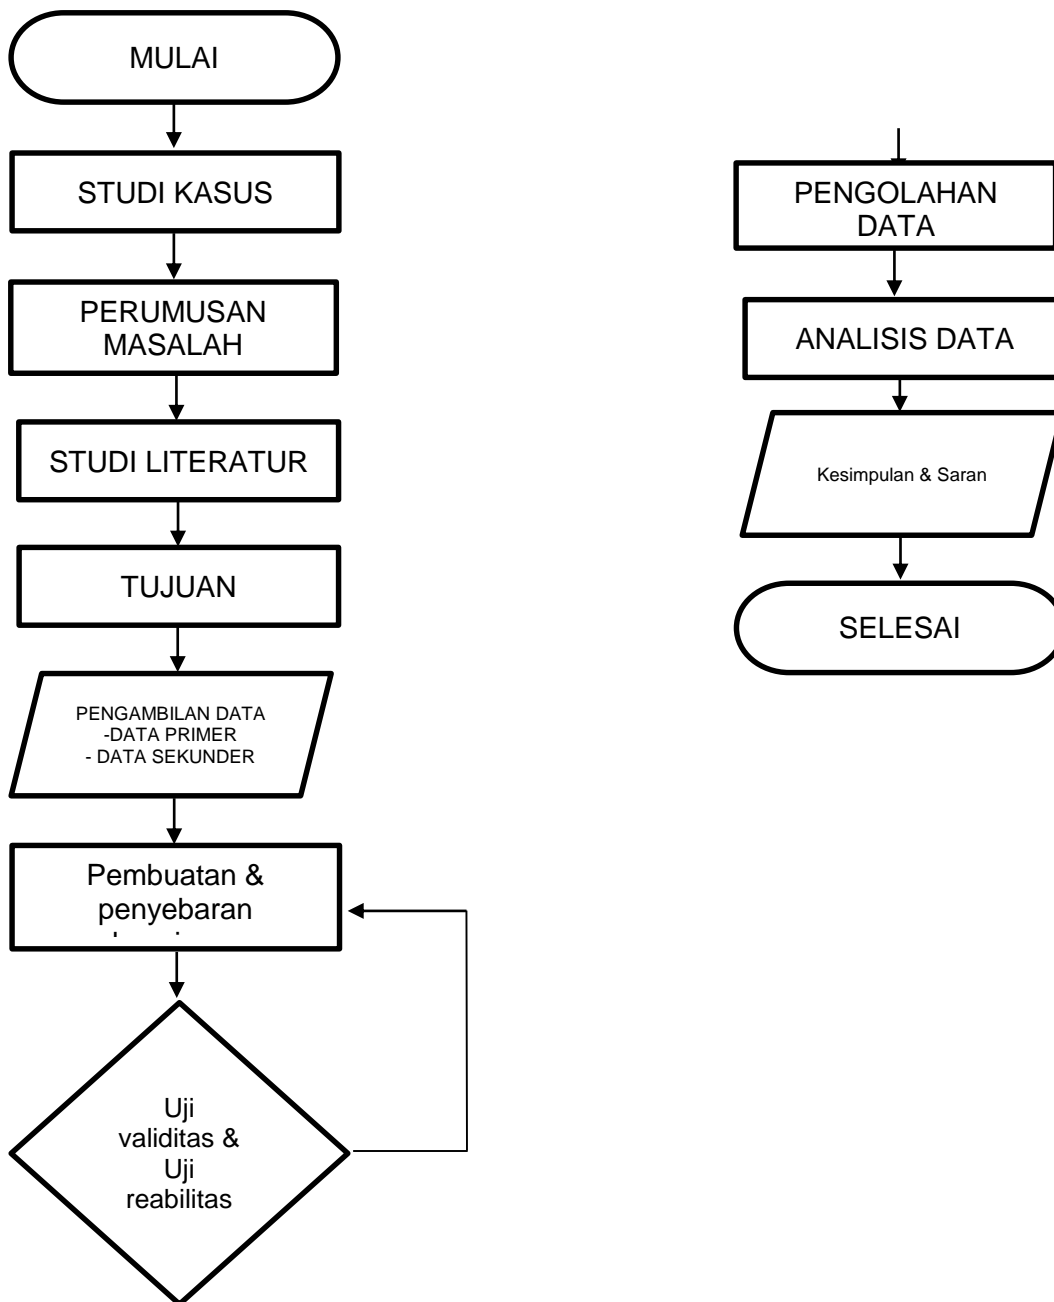 MULAI
STUDI KASUS
PERUMUSAN
MASALAH
STUDI LITERATUR
TUJUAN
PENGAMBILAN DATA
-DATA PRIMER
- DATA SEKUNDER
Pembuatan &
penyebaran
Uji
validitas &
Uji
reabilitas
PENGOLAHAN
DATA
ANALISIS DATA
Kesimpulan & Saran
SELESAI